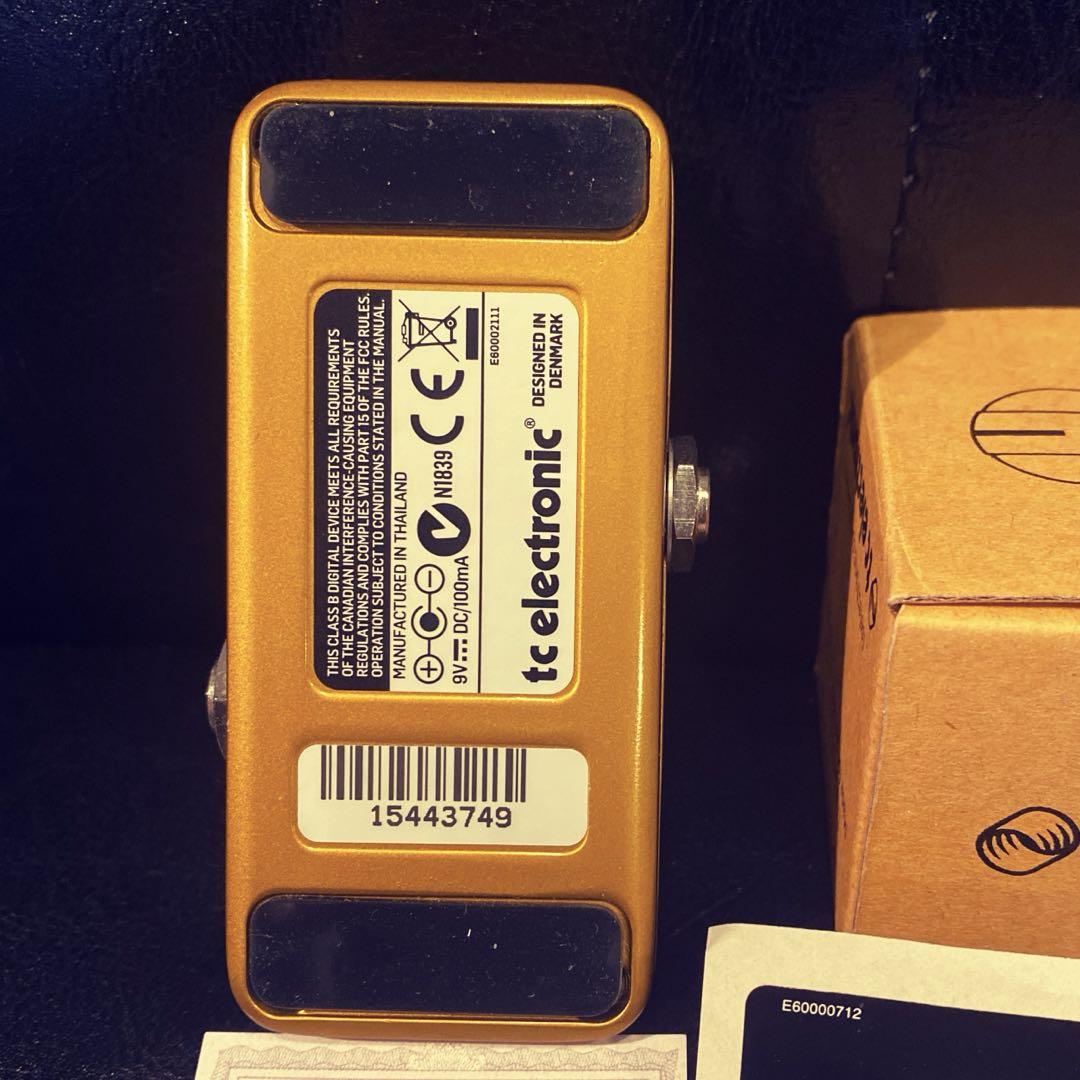 THIS CLASS B DIGITAL DEVICE MEETS ALL REQUIREMENTS
OF THE CANADIAN INTERFERENCE-CAUSING EQUIPMENT
REGULATIONS AND COMPLIES WITH PART 15 OF THE FCC RULES.
OPERATION SUBJECT TO CONDITIONS STATED IN THE MANUAL.
MANUFACTURED IN THAILAND
N1839
CE
9V⎓DC/100mA
E60002111
tc electronic®
DESIGNED IN
DENMARK
15443749
E60000712